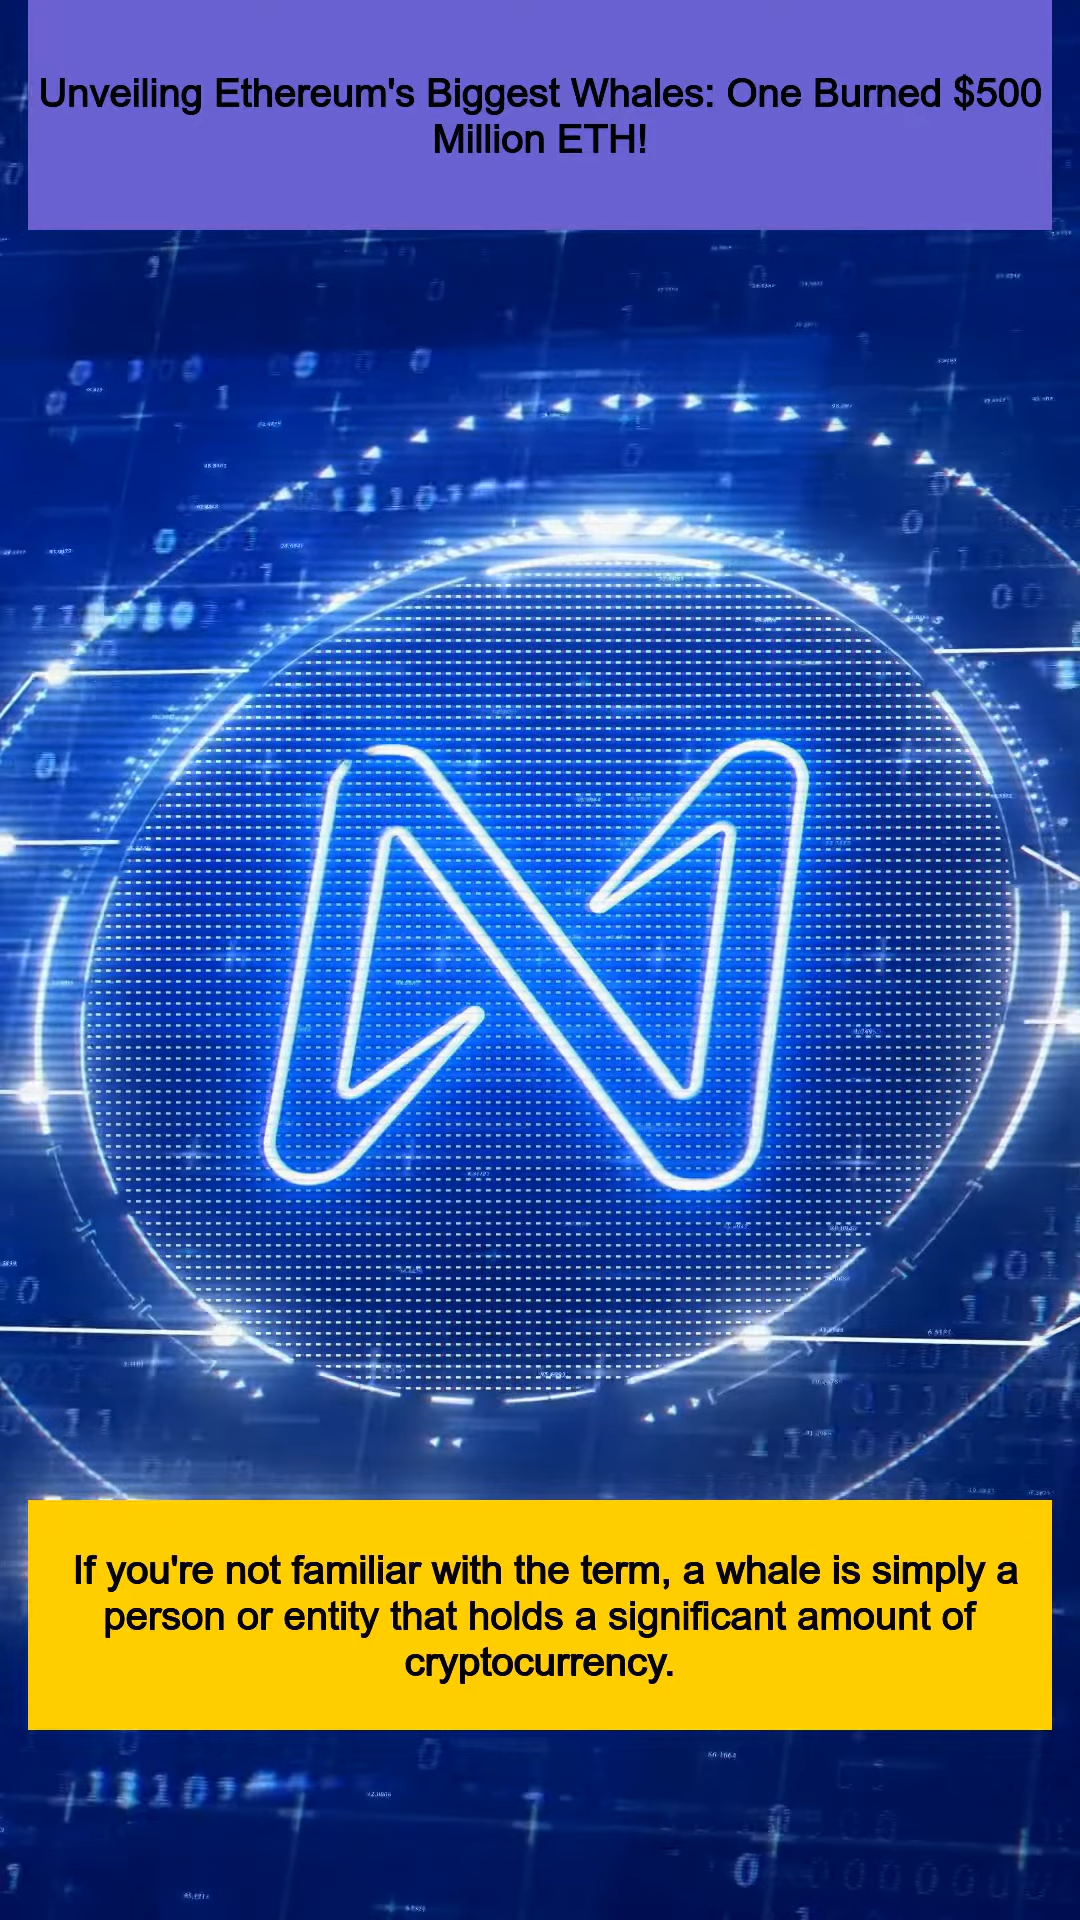 Unveiling Ethereum's Biggest Whales: One Burned $500
Million ETH!
If you're not familiar with the term, a whale is simply a
person or entity that holds a significant amount of
cryptocurrency.